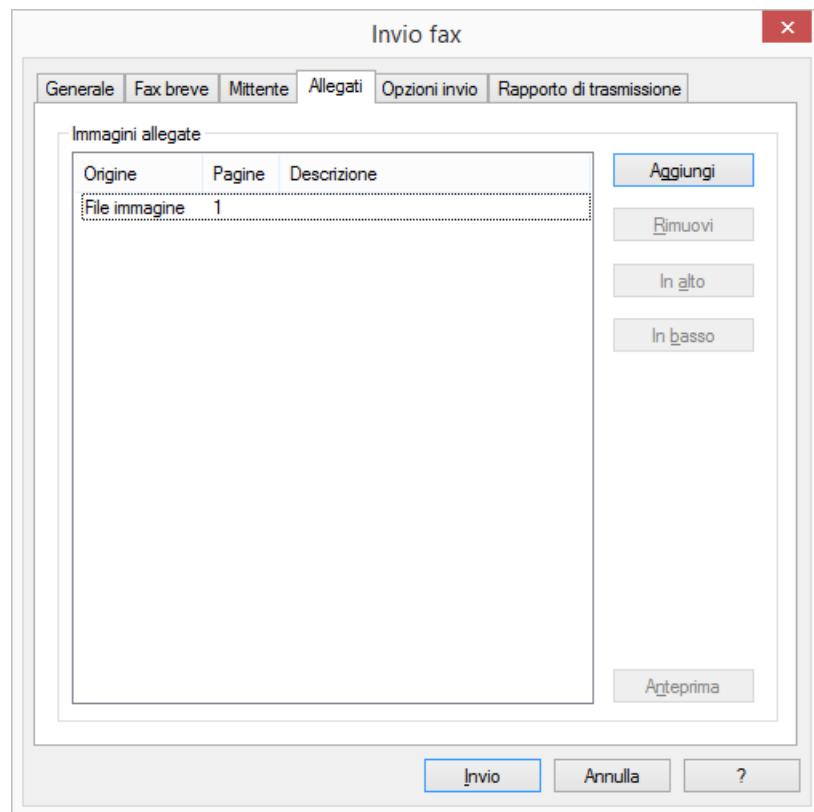 Invio fax
Generale Fax breve Mittente Allegati Opzioni invio Rapporto di trasmissione
Immagini allegate
Origine Pagine Descrizione
File immagine 1
Aggiungi
Rimuovi
In alto
In basso
Anteprima
Invio Annulla ?